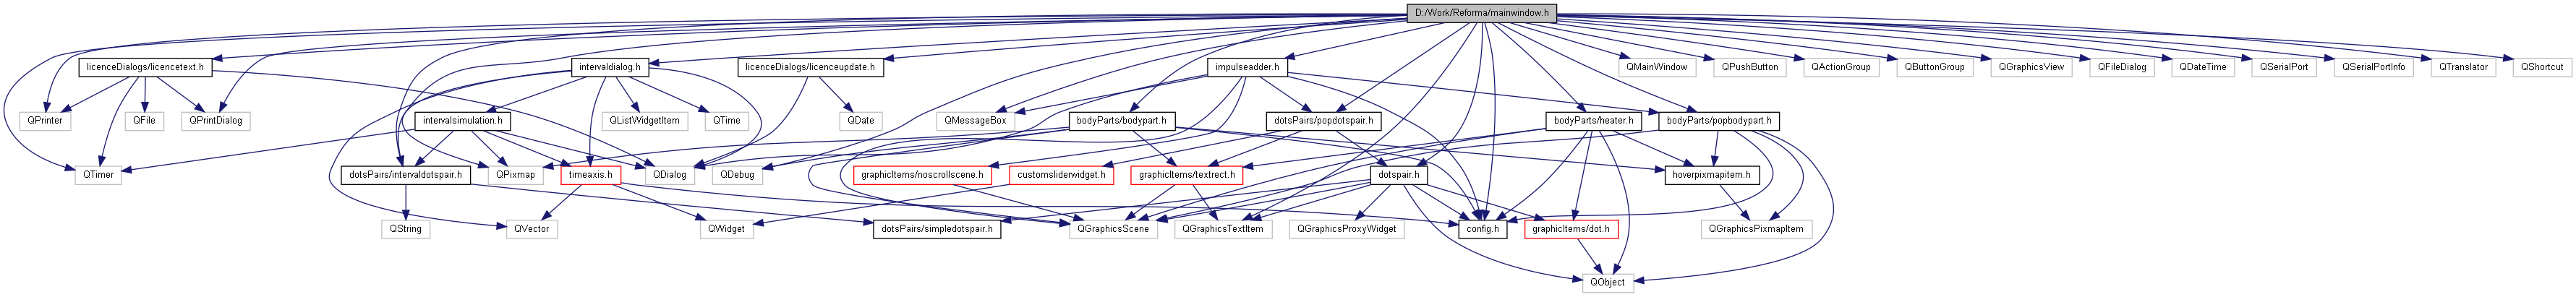 D:/Work/Reforma/mainwindow.h
licenceDialogs/licencetext.h
intervaldialog.h
licenceDialogs/licenceupdate.h
impulseadder.h
QMainWindow
QPushButton
QActionGroup
QButtonGroup
QGraphicsView
QFileDialog
QDateTime
QSerialPort
QSerialPortInfo
QTranslator
QShortcut
QPrinter
QFile
QPrintDialog
intervalsimulation.h
QListWidgetItem
QTime
QDate
QMessageBox
bodyParts/bodypart.h
dotsPairs/popdotspair.h
bodyParts/heater.h
bodyParts/popbodypart.h
QTimer
dotsPairs/intervaldotspair.h
QPixmap
timeaxis.h
QDialog
QDebug
graphicItems/noscrollscene.h
customsliderwidget.h
graphicItems/textrect.h
dotspair.h
hoverpixmapitem.h
QString
QVector
QWidget
dotsPairs/simpledotspair.h
QGraphicsScene
QGraphicsTextItem
QGraphicsProxyWidget
config.h
graphicItems/dot.h
QGraphicsPixmapItem
QObject